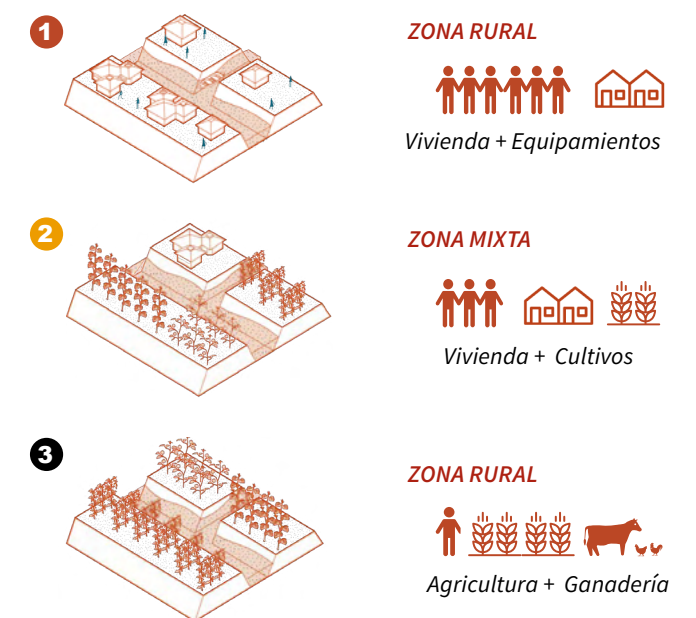 1
ZONA RURAL
Vivienda + Equipamientos
2
ZONA MIXTA
Vivienda + Cultivos
3
ZONA RURAL
Agricultura + Ganadería